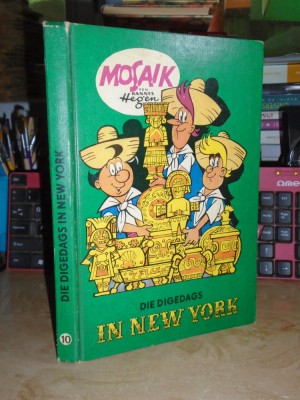 MOSAIK
VON
HANNES
Hegen
DIE DIGEDAGS
IN NEW YORK
DIE DIGEDAGS IN NEW YORK
10